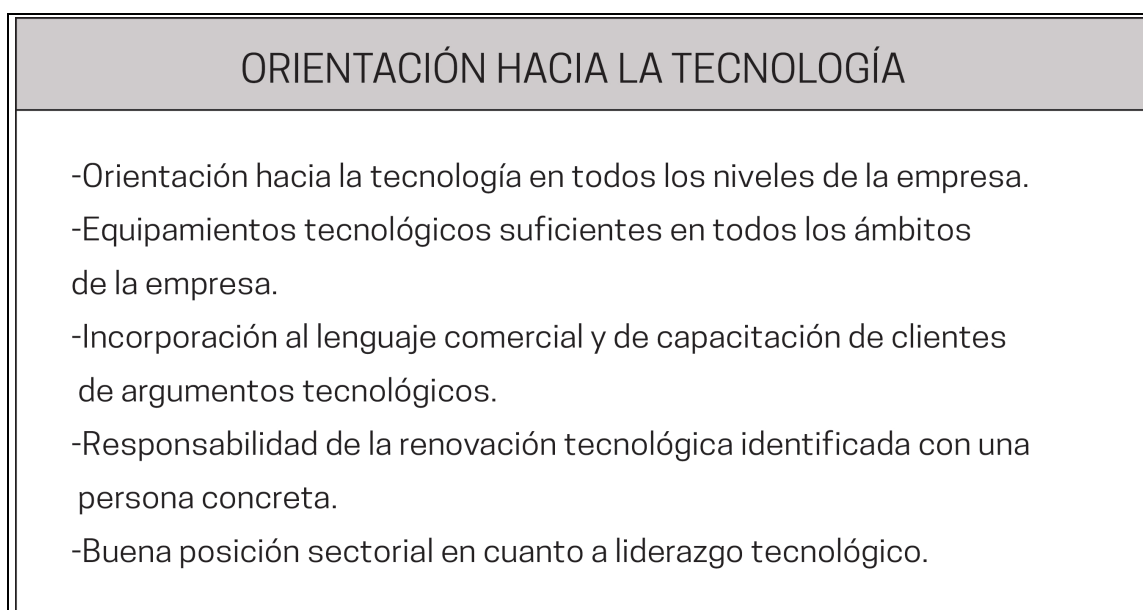 ORIENTACIÓN HACIA LA TECNOLOGÍA
-Orientación hacia la tecnología en todos los niveles de la empresa.
-Equipamientos tecnológicos suficientes en todos los ámbitos
de la empresa.
-Incorporación al lenguaje comercial y de capacitación de clientes
de argumentos tecnológicos.
-Responsabilidad de la renovación tecnológica identificada con una
persona concreta.
-Buena posición sectorial en cuanto a liderazgo tecnológico.